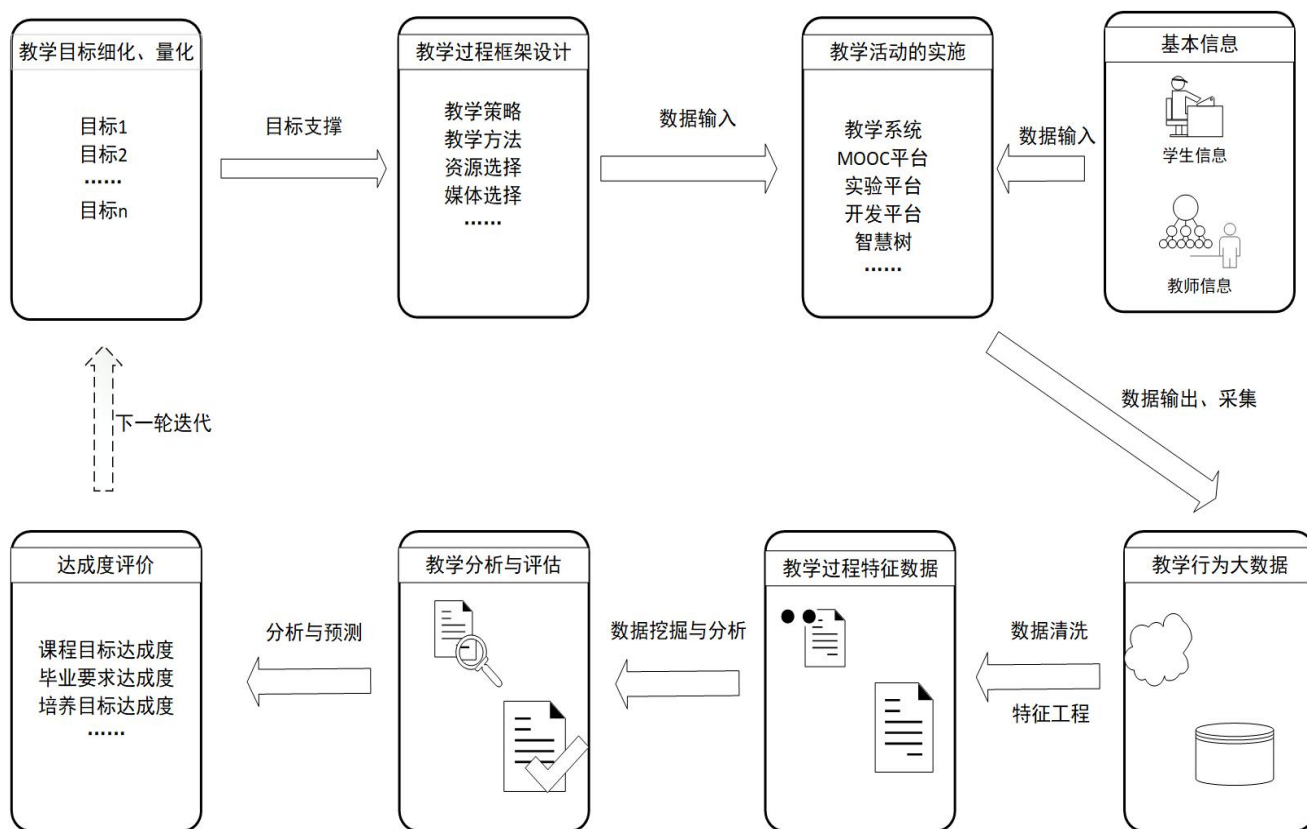 教学目标细化、量化
目标1
目标2
......
目标n
目标支撑
教学过程框架设计
教学策略
教学方法
资源选择
媒体选择
......
数据输入
教学活动的实施
教学系统
MOOC平台
实验平台
开发平台
智慧树
......
数据输入
基本信息
学生信息
教师信息
数据输出、采集
下一轮迭代
达成度评价
课程目标达成度
毕业要求达成度
培养目标达成度
......
分析与预测
教学分析与评估
数据挖掘与分析
教学过程特征数据
数据清洗
特征工程
教学行为大数据